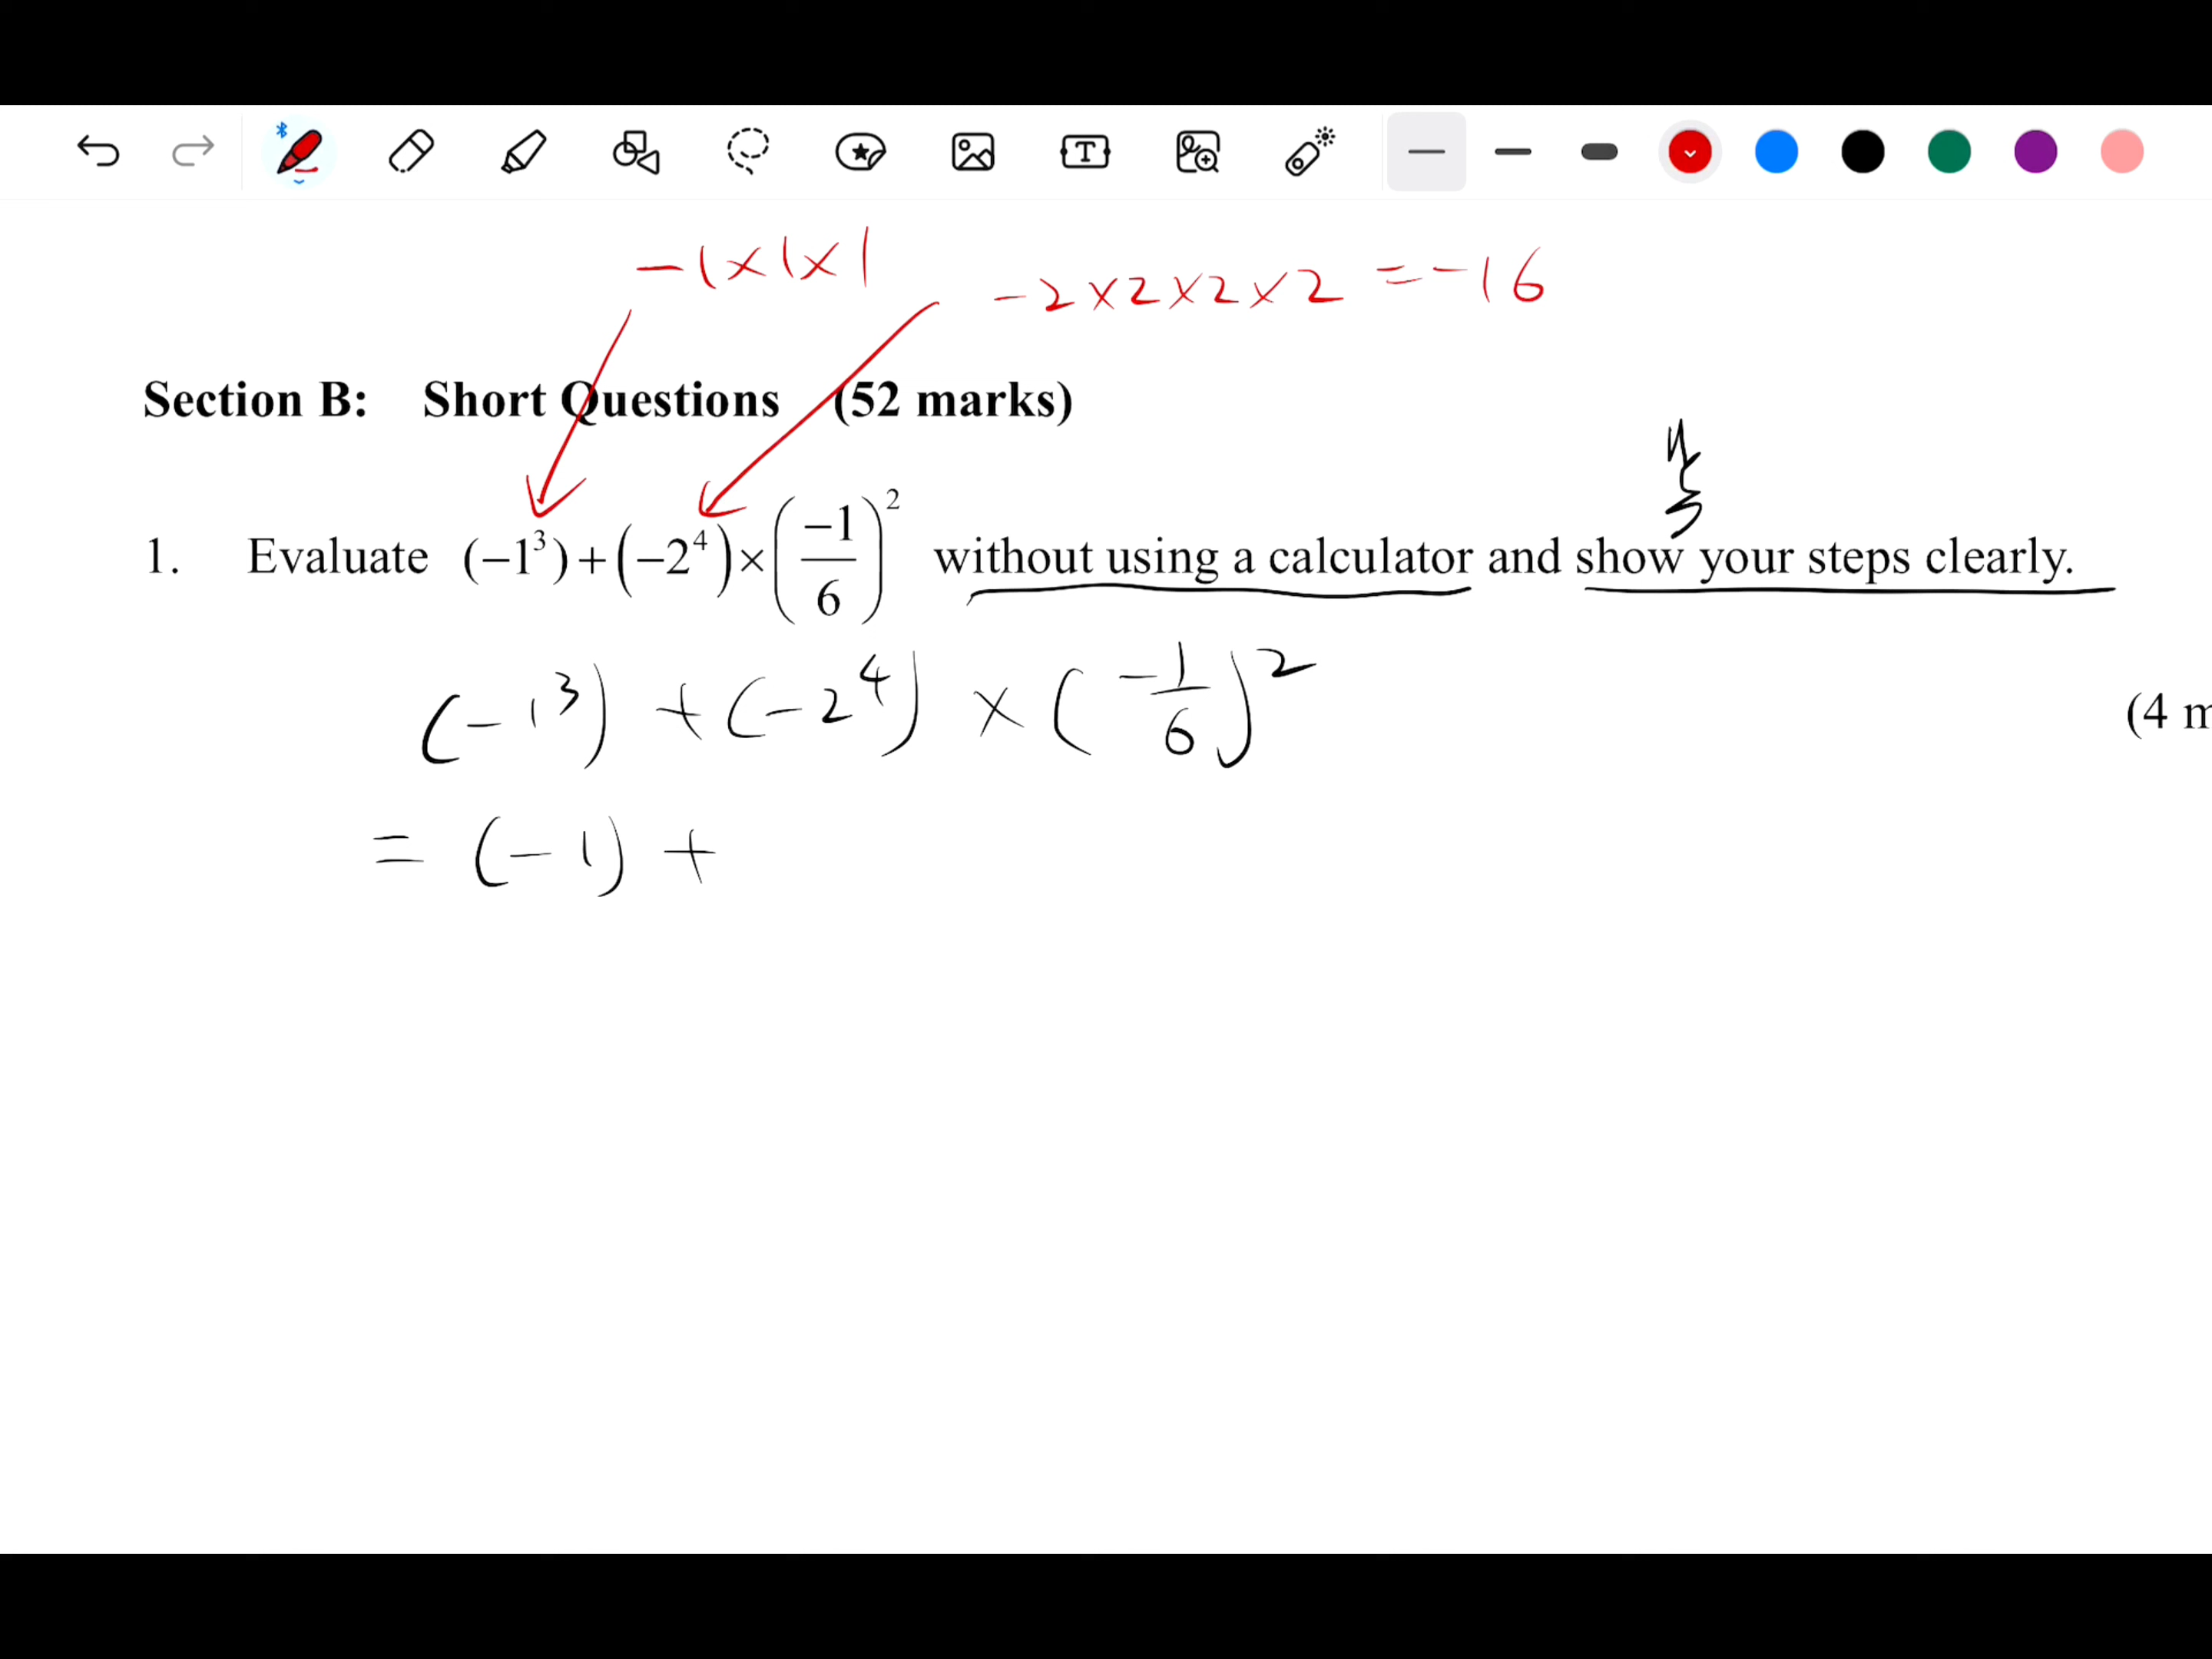 -1×1×1
-2×2×2×2 = -16
Section B: Short Questions (52 marks)
1. Evaluate (−1³)+(−2⁴)×(−1/6)² without using a calculator and show your steps clearly.
(-1³) + (-2⁴) × (-1/6)²
(4 m
= (-1) +